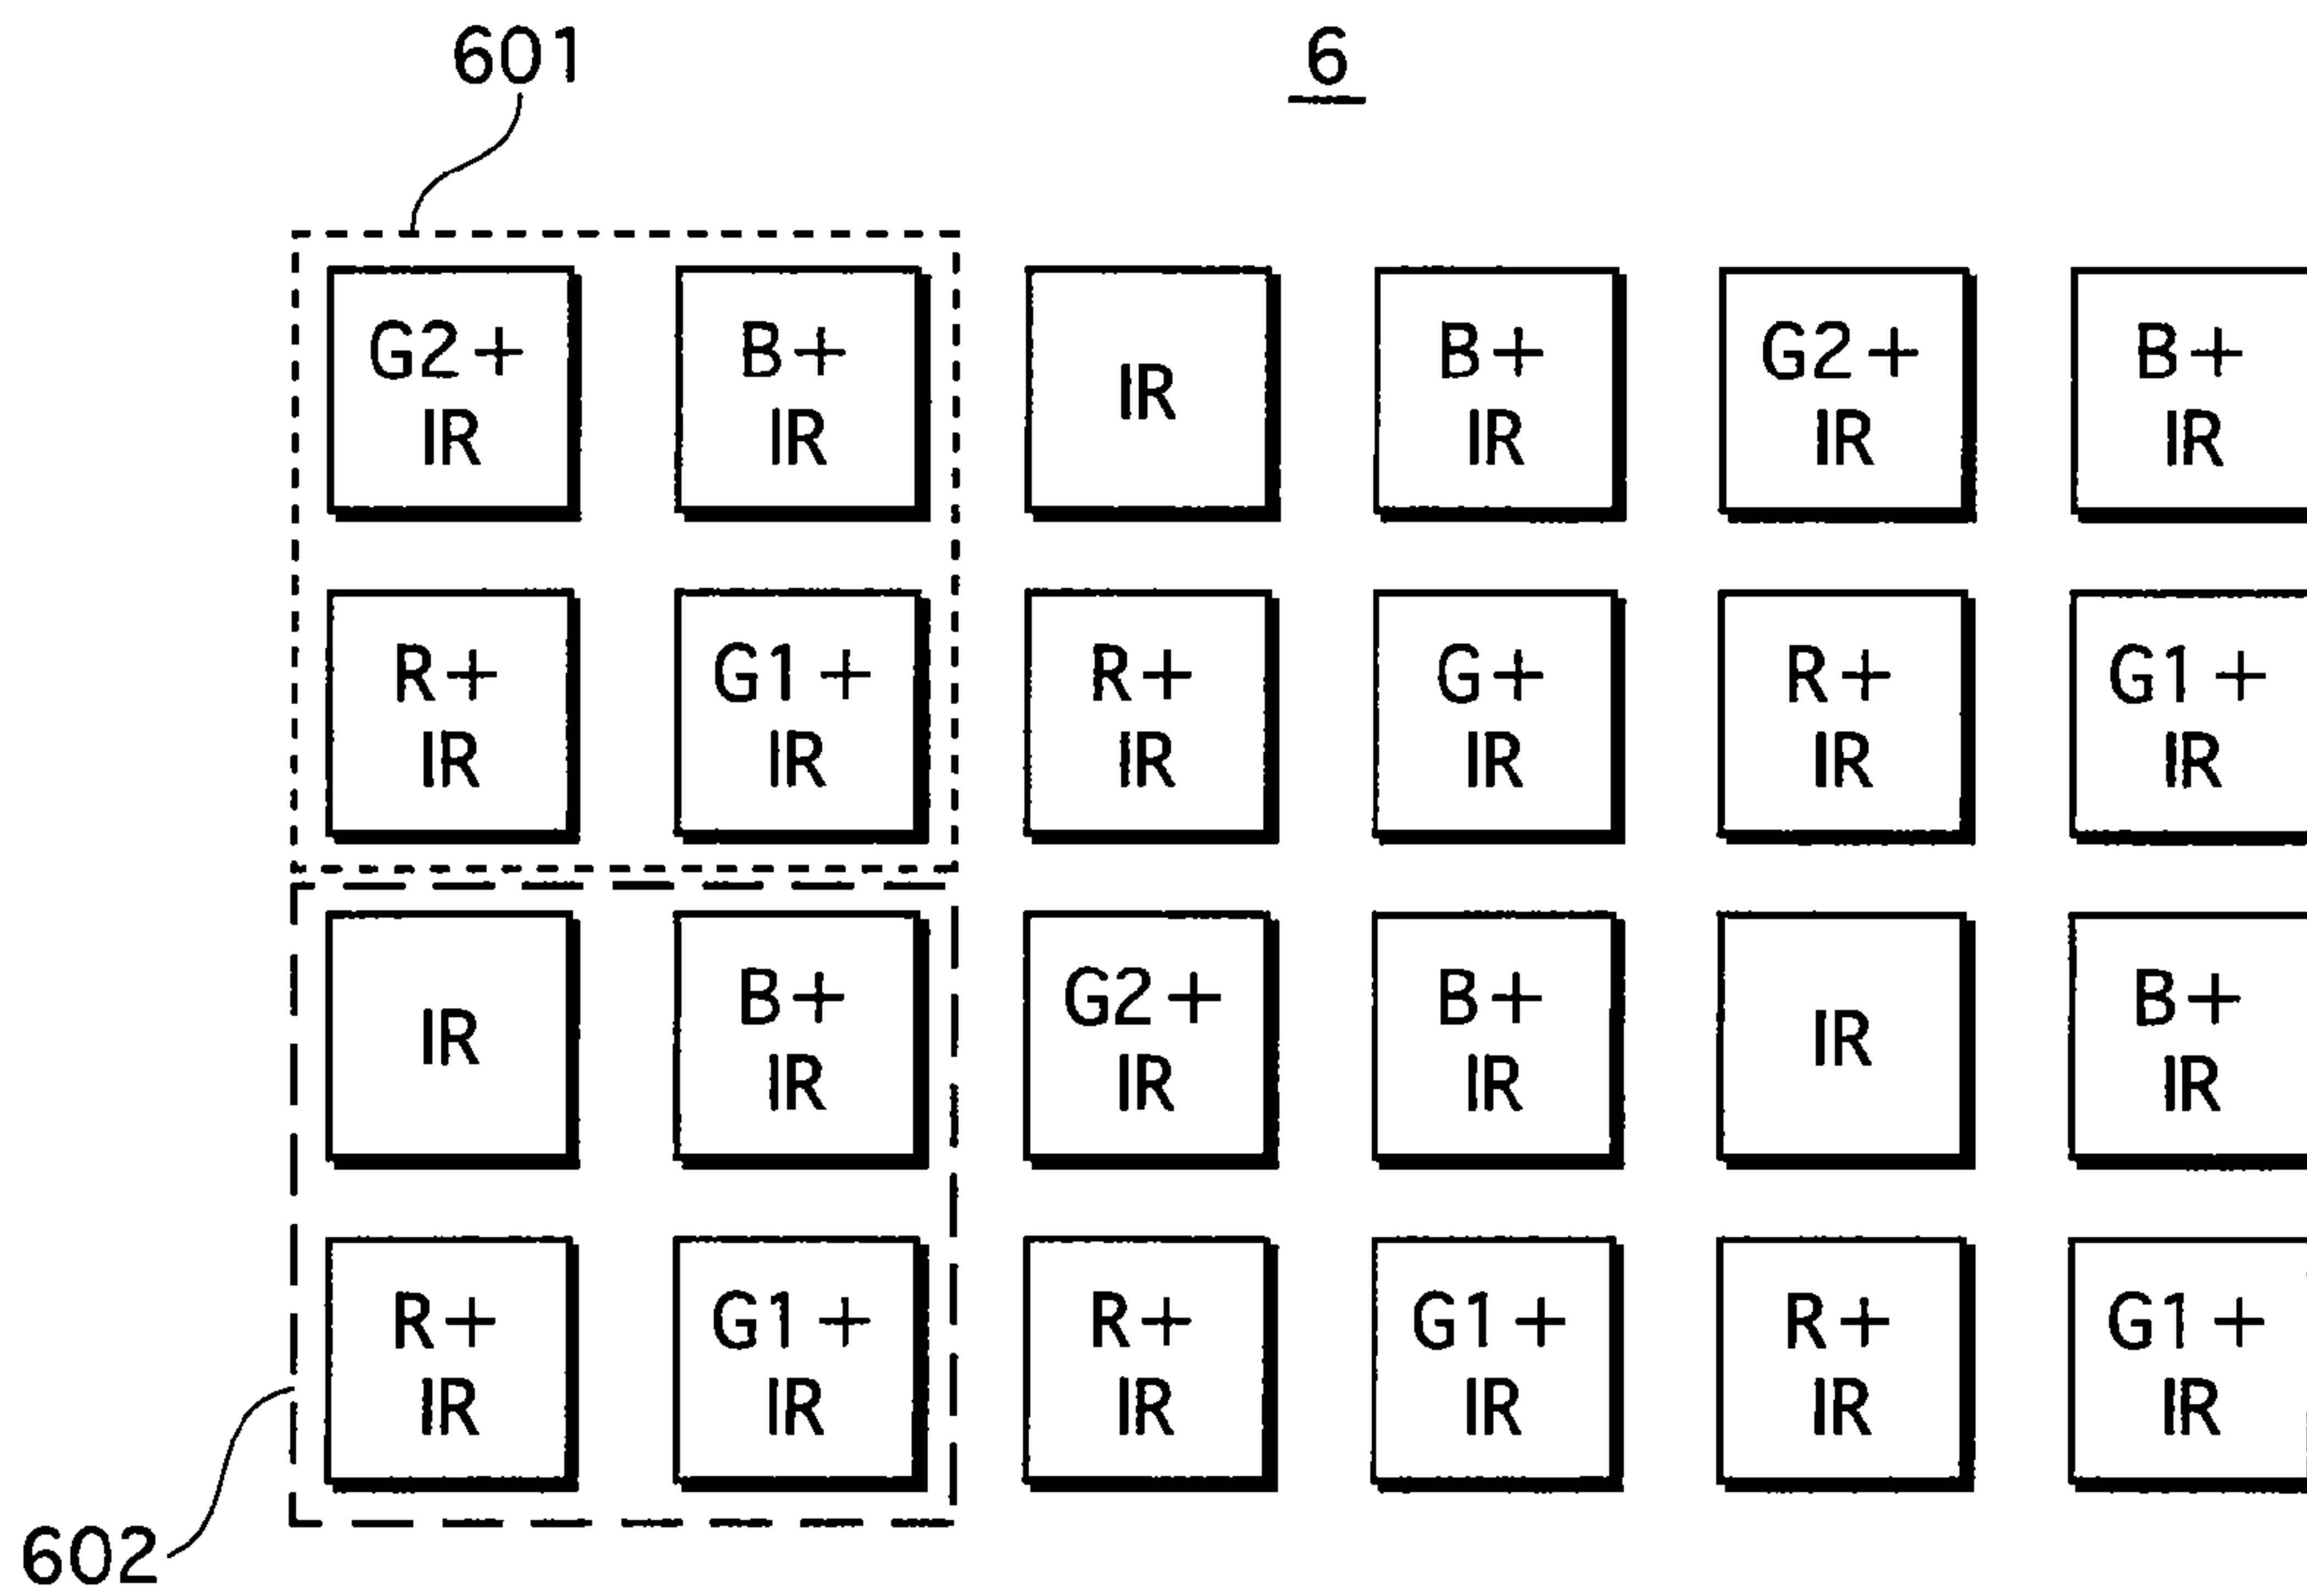 601
6
G2+ B+ IR B+ G2+ B+
IR IR IR IR IR
R+ G1+ R+ G+ R+ G1+
IR IR IR IR IR IR
IR B+ G2+ B+ IR B+
IR IR IR IR
R+ G1+ R+ G1+ R+ G1+
IR IR IR IR IR IR
602